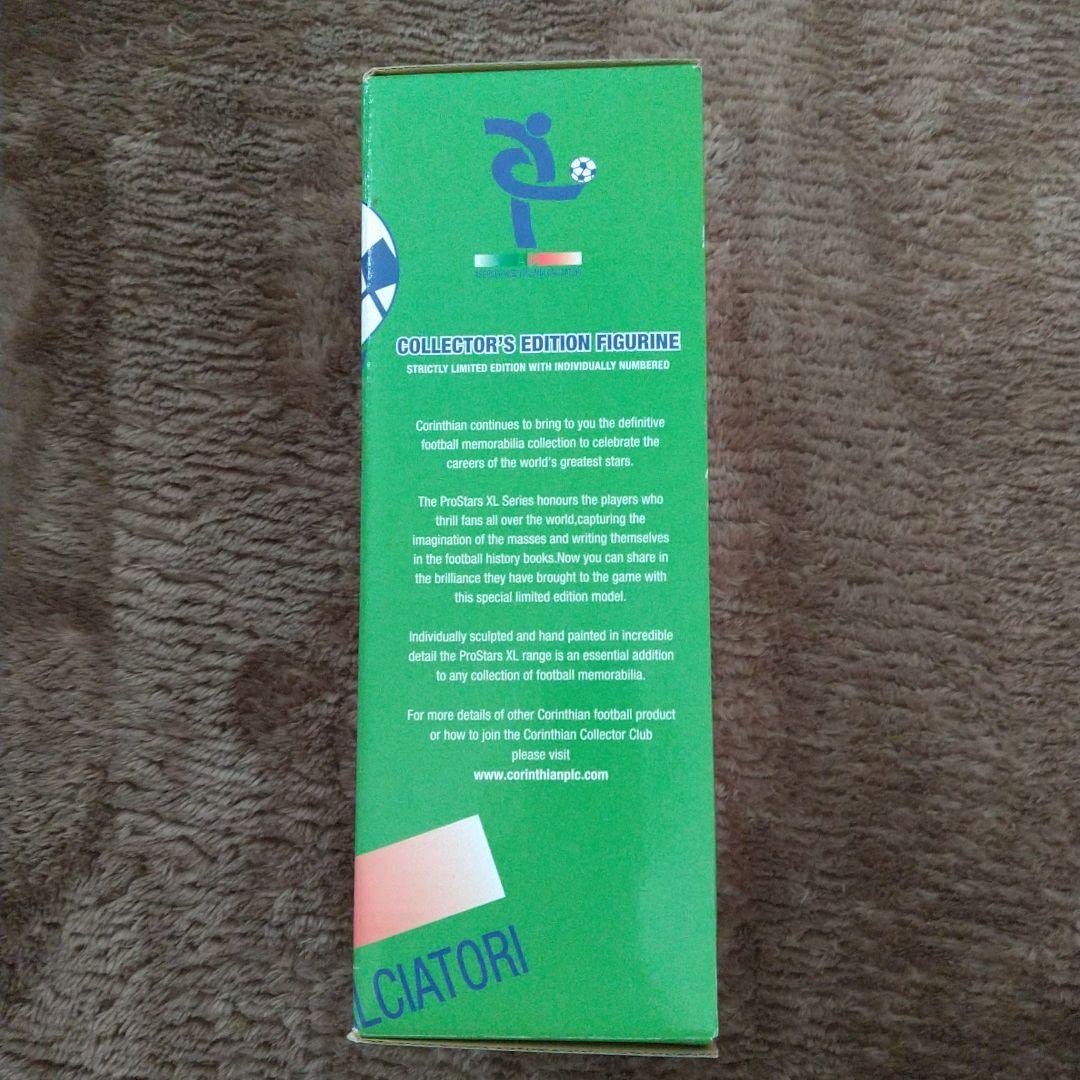 COLLECTOR'S EDITION FIGURINE
STRICTLY LIMITED EDITION WITH INDIVIDUALLY NUMBERED
Corinthian continues to bring to you the definitive
football memorabilia collection to celebrate the
careers of the world's greatest stars.
The ProStars XL Series honours the players who
thrill fans all over the world,capturing the
imagination of the masses and writing themselves
in the football history books.Now you can share in
the brilliance they have brought to the game with
this special limited edition model.
Individually sculpted and hand painted in incredible
detail the ProStars XL range is an essential addition
to any collection of football memorabilia.
For more details of other Corinthian football product
or how to join the Corinthian Collector Club
please visit
www.corinthianplc.com
LCIATORI